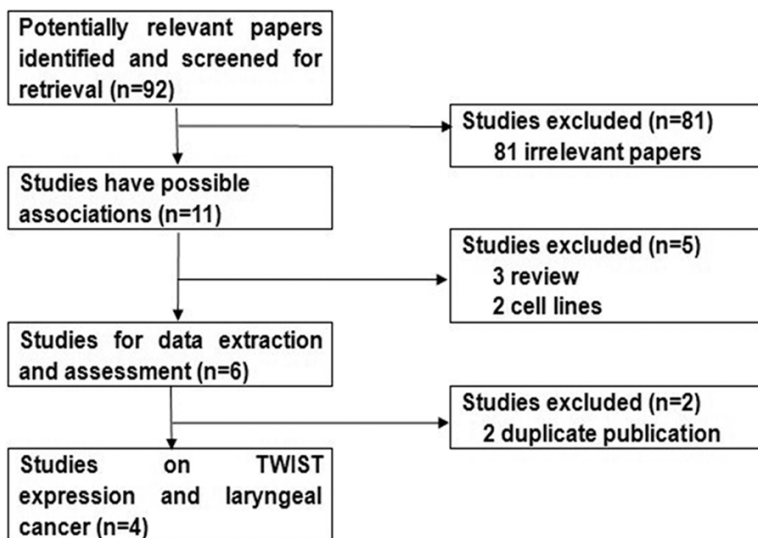 Potentially relevant papers
identified and screened for
retrieval (n=92)
Studies excluded (n=81)
81 irrelevant papers
Studies have possible
associations (n=11)
Studies excluded (n=5)
3 review
2 cell lines
Studies for data extraction
and assessment (n=6)
Studies excluded (n=2)
2 duplicate publication
Studies on TWIST
expression and laryngeal
cancer (n=4)